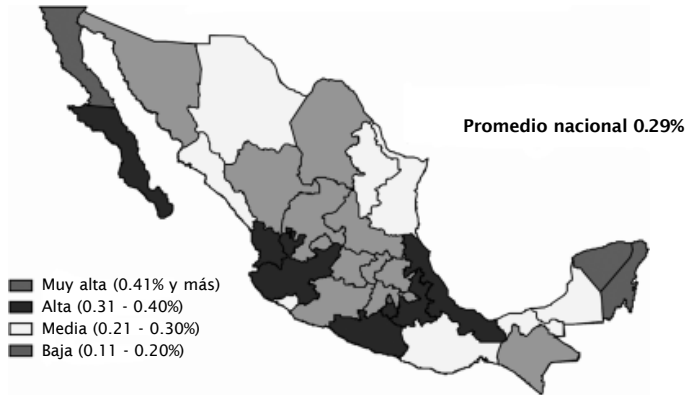 Promedio nacional 0.29%
Muy alta (0.41% y más)
Alta (0.31 - 0.40%)
Media (0.21 - 0.30%)
Baja (0.11 - 0.20%)